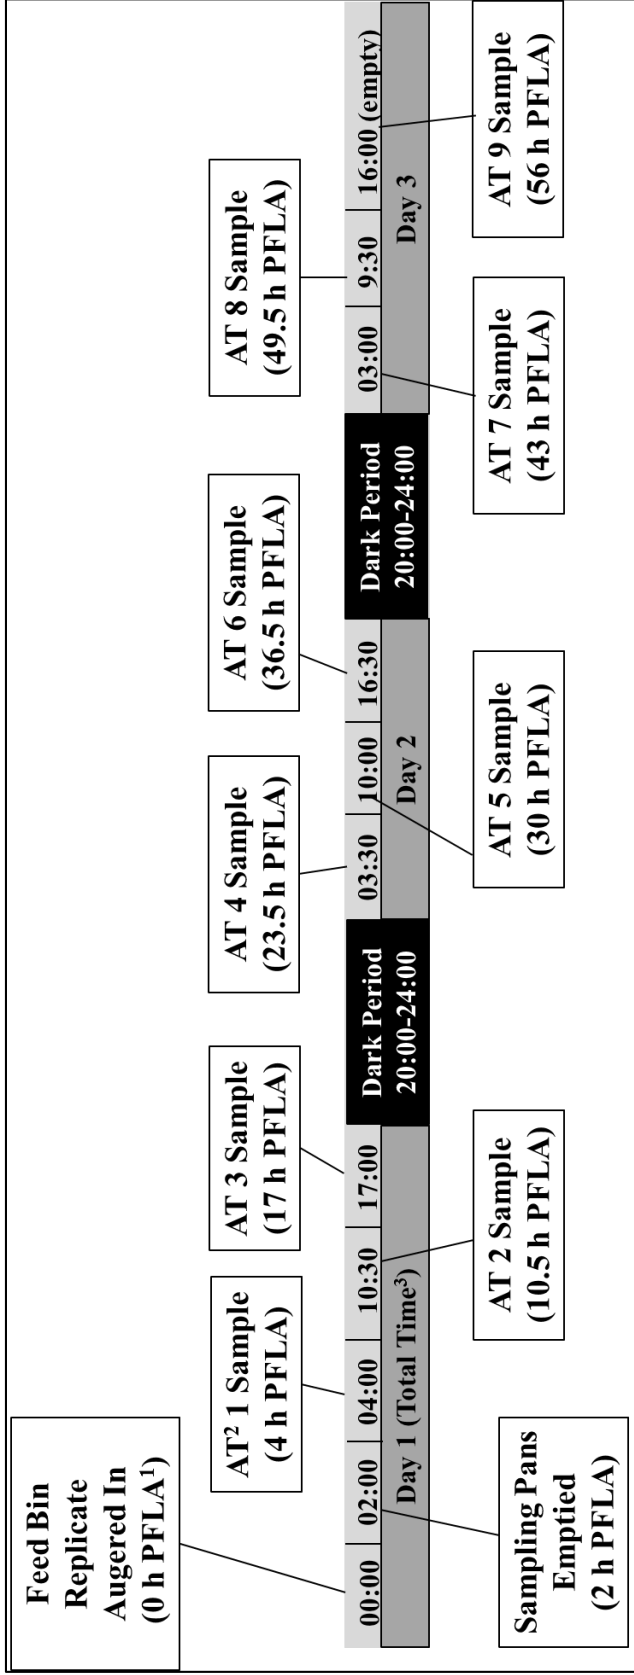 Feed Bin
Replicate
Augered In
(0 h PFLA¹)
AT² 1 Sample
(4 h PFLA)
AT 3 Sample
(17 h PFLA)
AT 4 Sample
(23.5 h PFLA)
AT 6 Sample
(36.5 h PFLA)
AT 8 Sample
(49.5 h PFLA)
00:00
02:00
04:00
10:30
17:00
Dark Period
20:00-24:00
03:30
10:00
16:30
Dark Period
20:00-24:00
03:00
9:30
16:00 (empty)
Day 1 (Total Time³)
Day 2
Day 3
Sampling Pans
Emptied
(2 h PFLA)
AT 2 Sample
(10.5 h PFLA)
AT 5 Sample
(30 h PFLA)
AT 7 Sample
(43 h PFLA)
AT 9 Sample
(56 h PFLA)